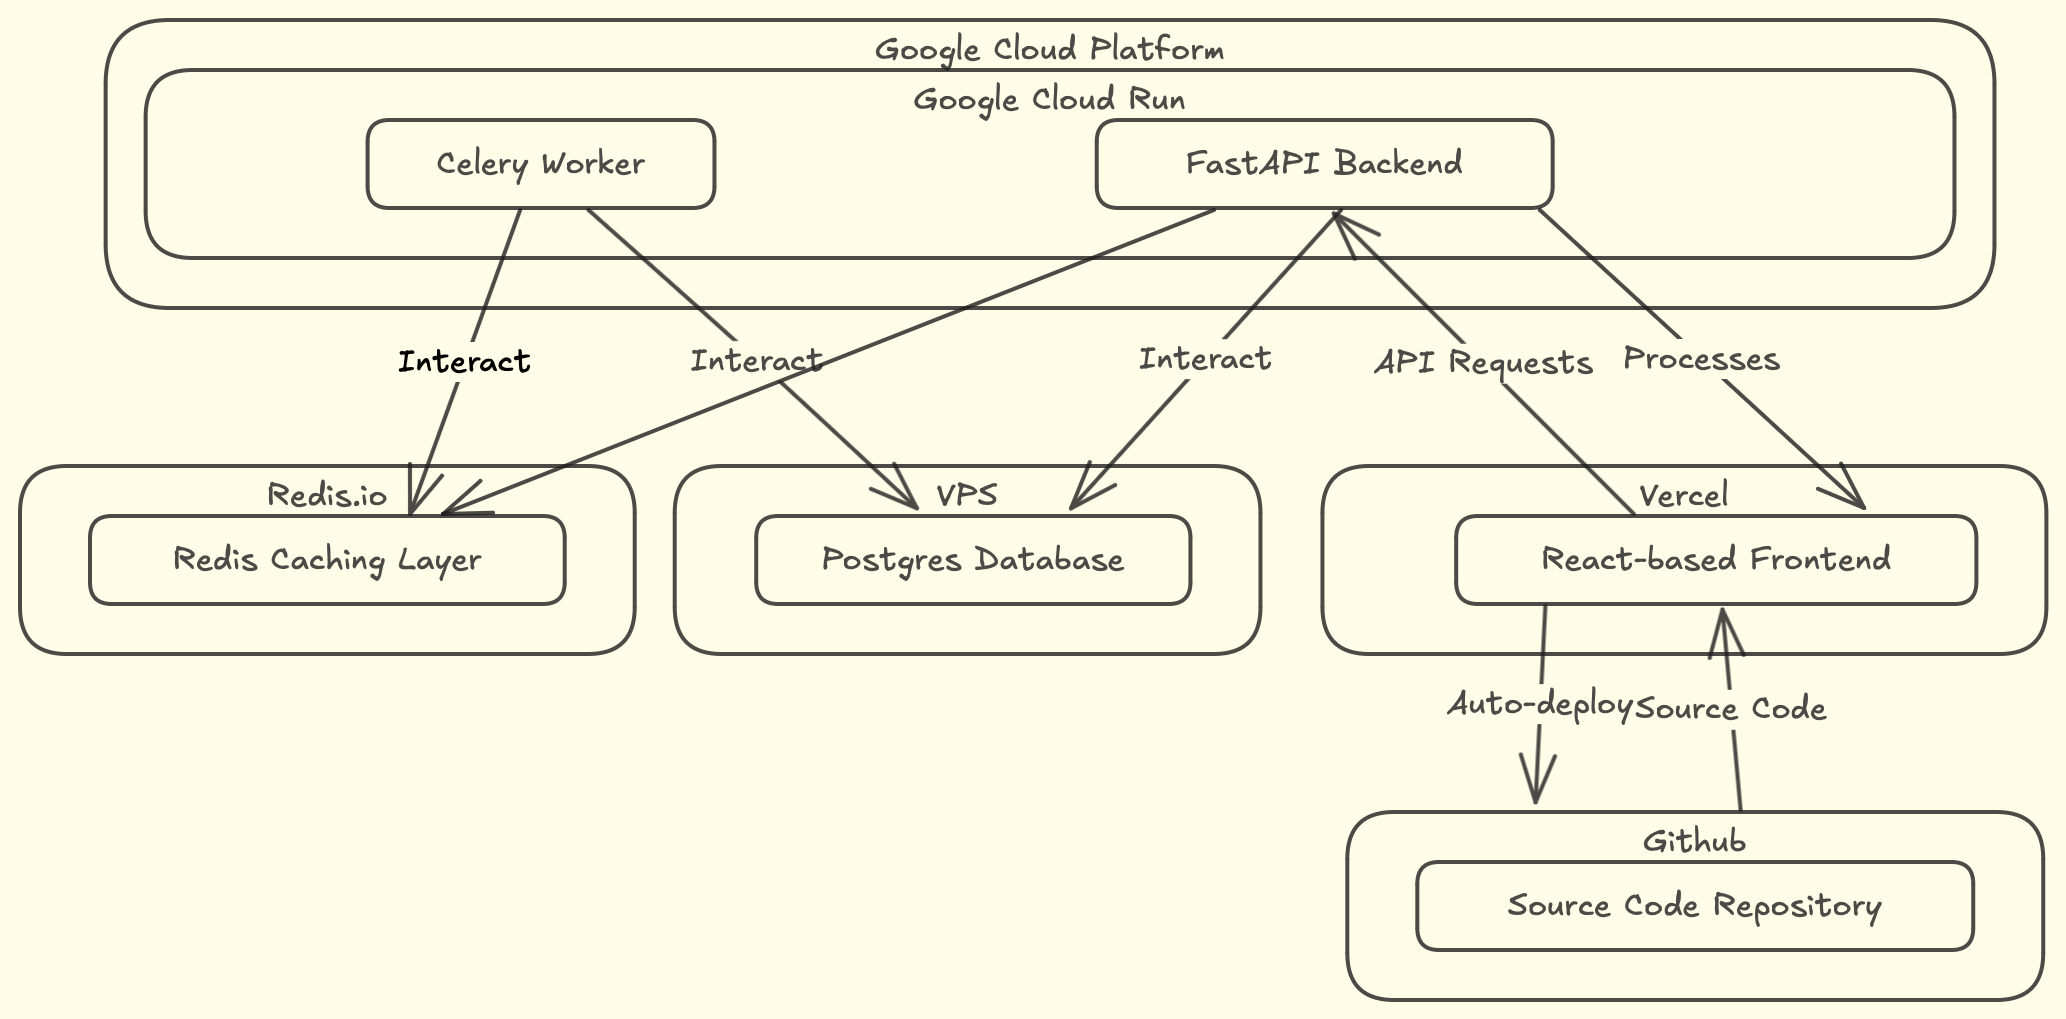 Google Cloud Platform
Google Cloud Run
Celery Worker
FastAPI Backend
Interact
Interact
Interact
API Requests
Processes
Redis.io
Redis Caching Layer
VPS
Postgres Database
Vercel
React-based Frontend
Auto-deploy
Source Code
Github
Source Code Repository